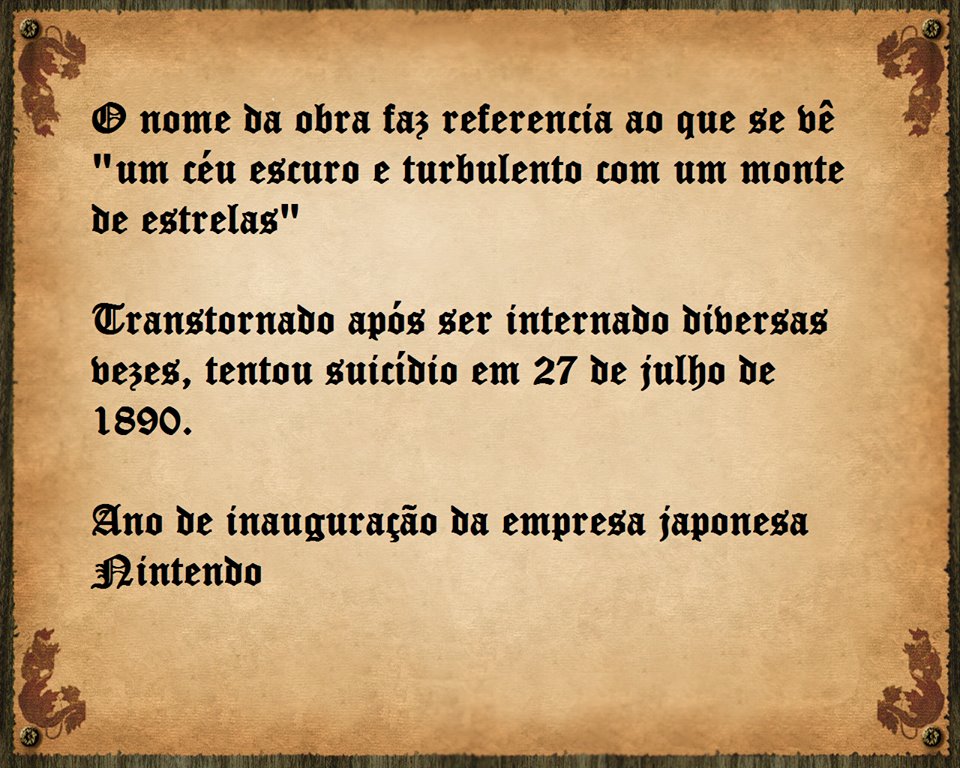 O nome da obra faz referencia ao que se vê
"um céu escuro e turbulento com um monte
de estrelas"
Transtornado após ser internado diversas
vezes, tentou suicídio em 27 de julho de
1890.
Ano de inauguração da empresa japonesa
Nintendo